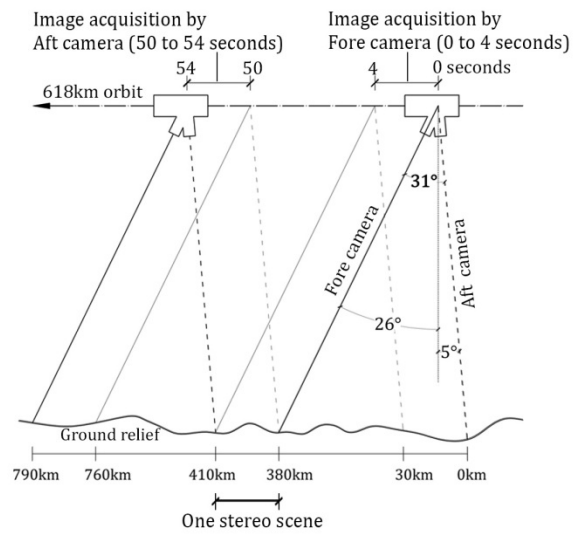 Image acquisition by
Aft camera (50 to 54 seconds)
Image acquisition by
Fore camera (0 to 4 seconds)
54
50
4
0 seconds
618km orbit
31°
Fore camera
Aft camera
26°
5°
Ground relief
790km
760km
410km
380km
30km
0km
One stereo scene